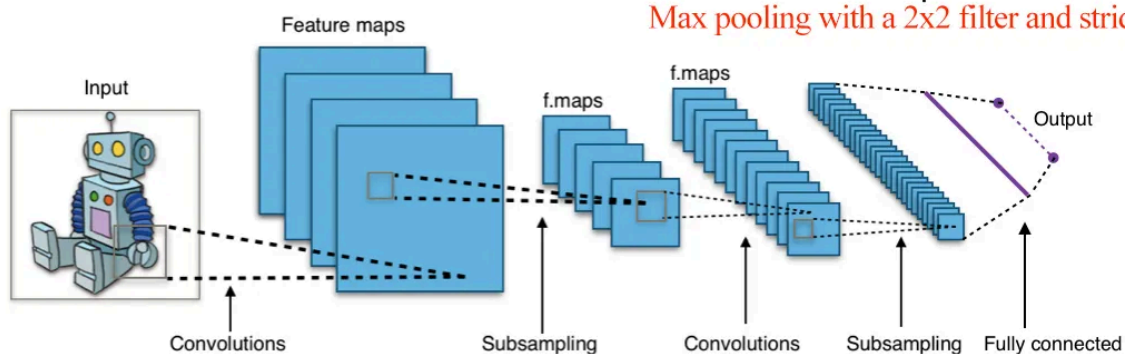 Max pooling with a 2x2 filter and
Feature maps
f.maps
Input
f.maps
Output
Convolutions
Subsampling
Convolutions
Subsampling
Fully connected